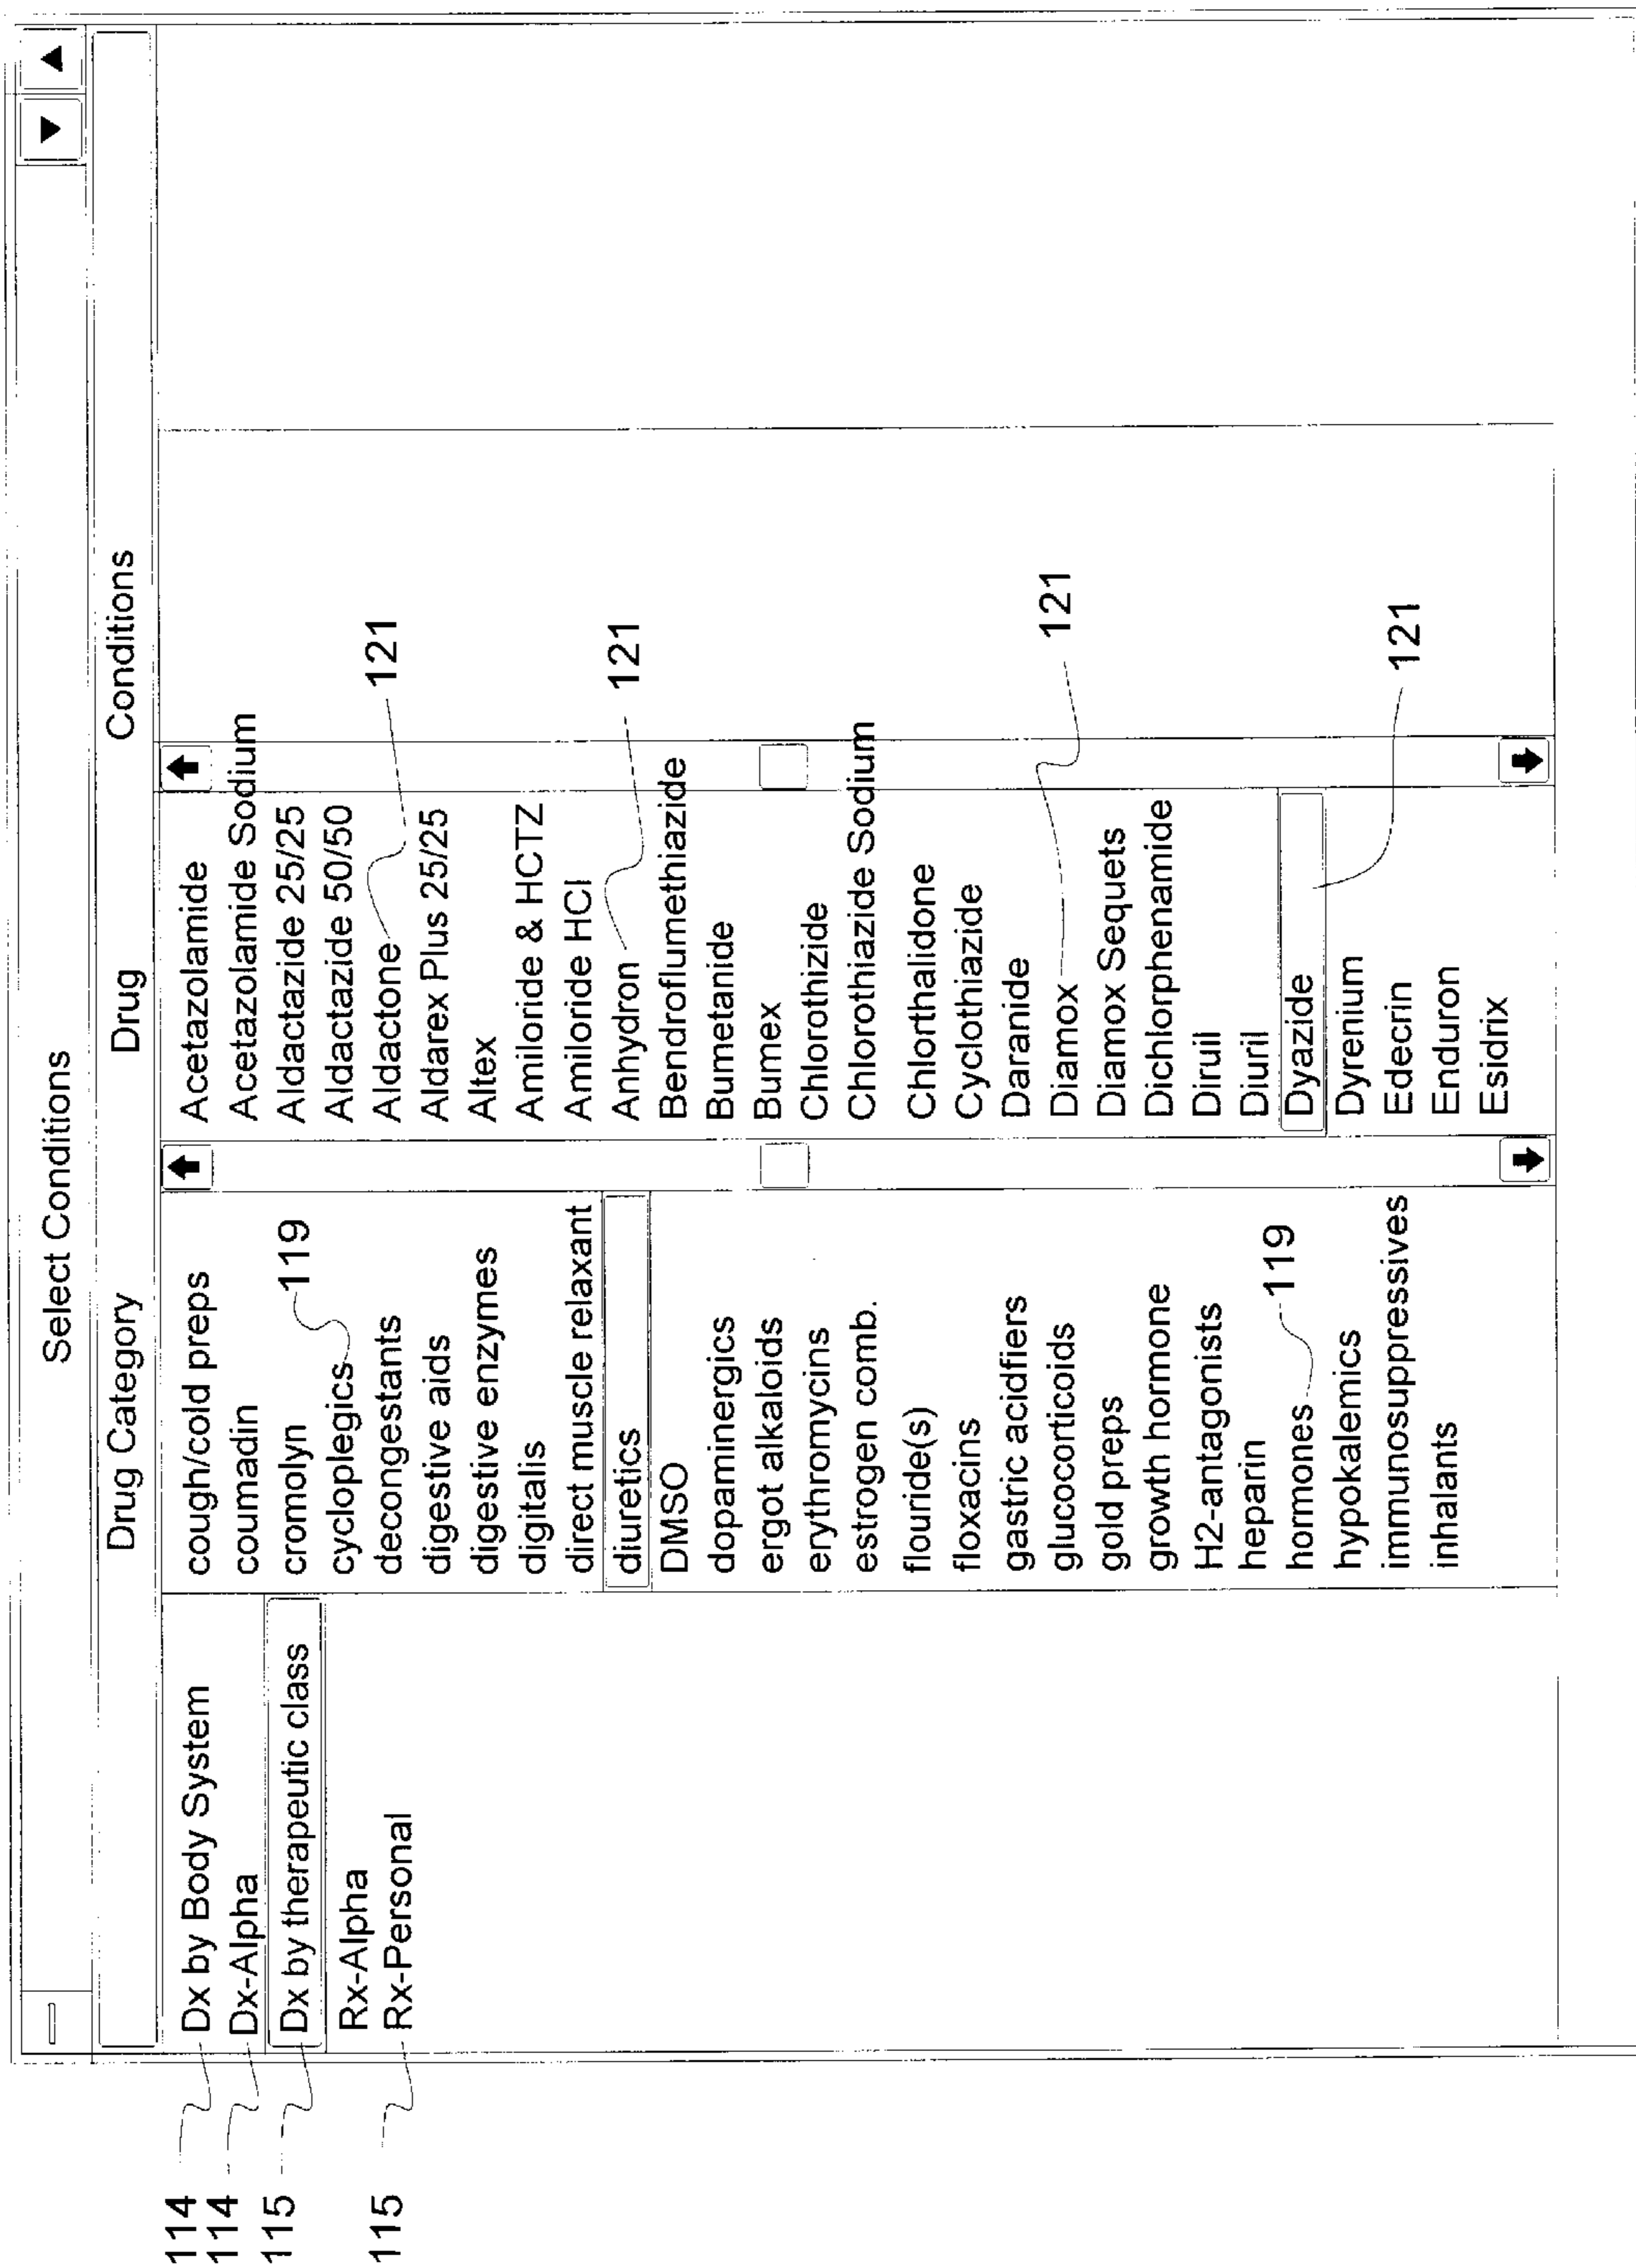 Select Conditions
Drug Category
Drug
Conditions
114
Dx by Body System
114
Dx-Alpha
115
Dx by therapeutic class
Rx-Alpha
115
Rx-Personal
cough/cold preps
coumadin
cromolyn
119
cycloplegics
decongestants
digestive aids
digestive enzymes
digitalis
direct muscle relaxant
diuretics
DMSO
dopaminergics
ergot alkaloids
erythromycins
estrogen comb.
flouride(s)
floxacins
gastric acidfiers
glucocorticoids
gold preps
growth hormone
H2-antagonists
heparin
hormones
119
hypokalemics
immunosuppressives
inhalants
Acetazolamide
Acetazolamide Sodium
Aldactazide 25/25
Aldactazide 50/50
Aldactone
121
Aldarex Plus 25/25
Altex
Amiloride & HCTZ
Amiloride HCI
Anhydron
121
Bendroflumethiazide
Bumetanide
Bumex
Chlorothizide
Chlorothiazide Sodium
Chlorthalidone
Cyclothiazide
Daranide
Diamox
121
Diamox Sequets
Dichlorphenamide
Diruil
Diuril
Dyazide
121
Dyrenium
Edecrin
Enduron
Esidrix